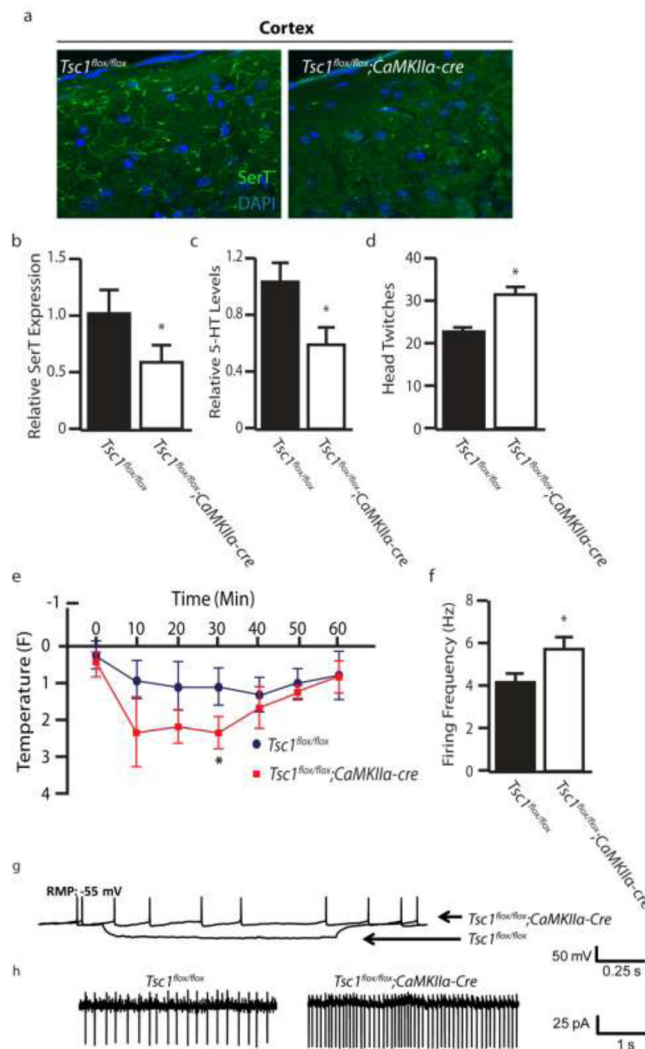 a
Cortex
Tsc1flox/flox
Tsc1flox/flox;CaMKIIa-cre
SerT
DAPI
b
Relative SerT Expression
1.5
1.0
0.5
0
*
Tsc1flox/flox
Tsc1flox/flox;CaMKIIa-cre
c
Relative 5-HT Levels
1.2
0.8
0.4
0
*
Tsc1flox/flox
Tsc1flox/flox;CaMKIIa-cre
d
Head Twitches
40
30
20
10
0
*
Tsc1flox/flox
Tsc1flox/flox;CaMKIIa-cre
e
Time (Min)
-1
0 10 20 30 40 50 60
0
1
2
3
4
Temperature (F)
*
Tsc1flox/flox
Tsc1flox/flox;CaMKIIa-cre
f
Firing Frequency (Hz)
8
6
4
2
0
*
Tsc1flox/flox
Tsc1flox/flox;CaMKIIa-cre
g
RMP: -55 mV
Tsc1flox/flox;CaMKIIa-Cre
Tsc1flox/flox
50 mV
0.25 s
h
Tsc1flox/flox
Tsc1flox/flox;CaMKIIa-Cre
25 pA
1 s